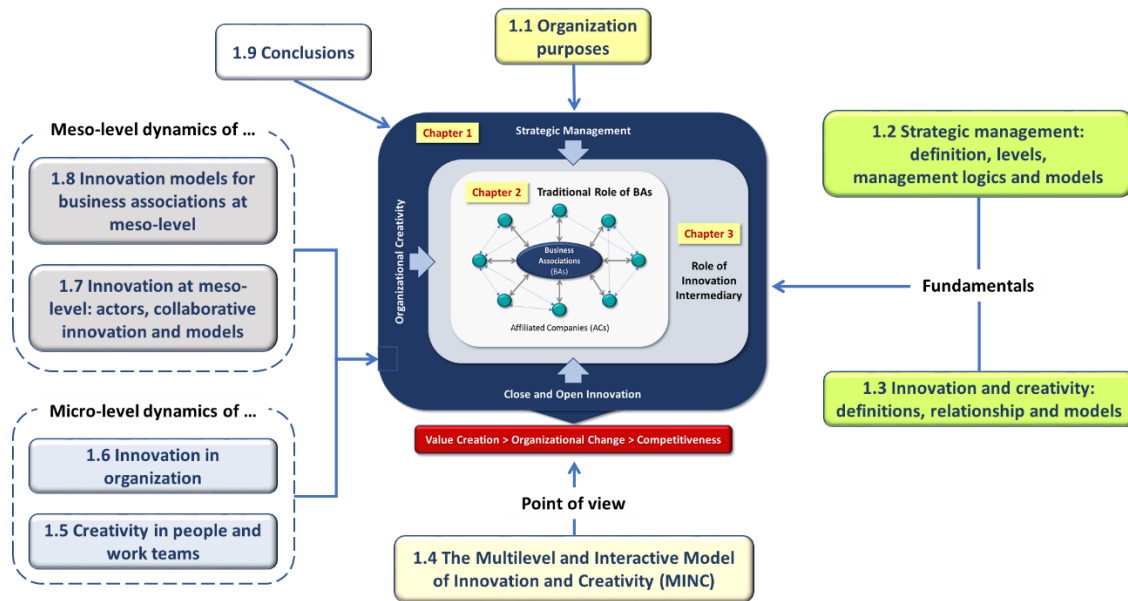 1.1 Organization
purposes
1.9 Conclusions
Meso-level dynamics of …
1.8 Innovation models for
business associations at
meso-level
1.7 Innovation at meso-
level: actors, collaborative
innovation and models
Micro-level dynamics of …
1.6 Innovation in
organization
1.5 Creativity in people and
work teams
Chapter 1
Strategic Management
Organizational Creativity
Chapter 2
Traditional Role of BAs
Business
Associations
(BAs)
Affiliated Companies (ACs)
Chapter 3
Role of
Innovation
Intermediary
Close and Open Innovation
Value Creation > Organizational Change > Competitiveness
Point of view
1.4 The Multilevel and Interactive Model
of Innovation and Creativity (MINC)
1.2 Strategic management:
definition, levels,
management logics and models
Fundamentals
1.3 Innovation and creativity:
definitions, relationship and models